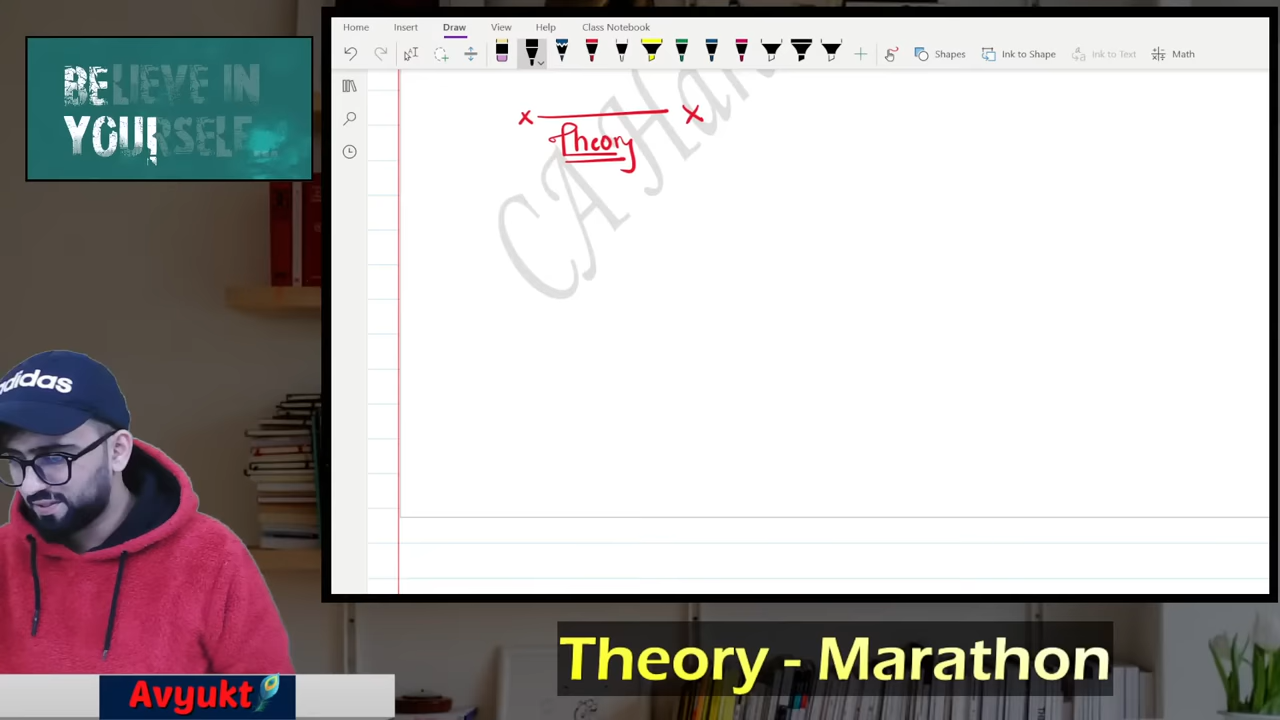 BELIEVE IN
YOURSELF...
Home Insert Draw View Help Class Notebook
Shapes Ink to Shape Ink to Text Math
x x
Theory
CA Har
adidas
Theory - Marathon
Avyukt